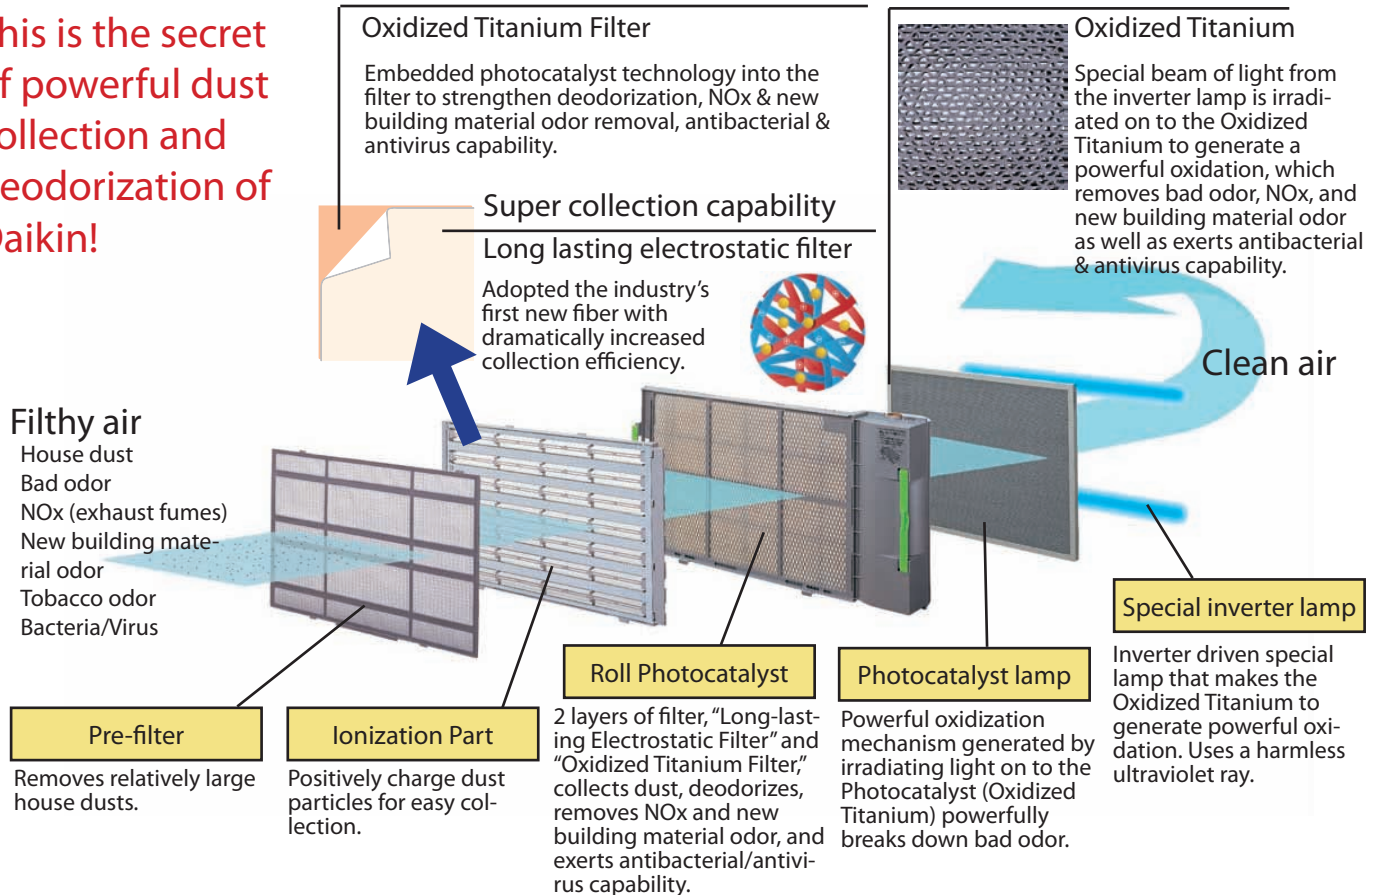 his is the secret
f powerful dust
ollection and
eodorization of
aikin!
Oxidized Titanium Filter
Embedded photocatalyst technology into the
filter to strengthen deodorization, NOx & new
building material odor removal, antibacterial &
antivirus capability.
Oxidized Titanium
Special beam of light from
the inverter lamp is irradi-
ated on to the Oxidized
Titanium to generate a
powerful oxidation, which
removes bad odor, NOx, and
new building material odor
as well as exerts antibacterial
& antivirus capability.
Super collection capability
Long lasting electrostatic filter
Adopted the industry's
first new fiber with
dramatically increased
collection efficiency.
Clean air
Filthy air
House dust
Bad odor
NOx (exhaust fumes)
New building mate-
rial odor
Tobacco odor
Bacteria/Virus
Pre-filter
Removes relatively large
house dusts.
Ionization Part
Positively charge dust
particles for easy col-
lection.
Roll Photocatalyst
2 layers of filter, "Long-last-
ing Electrostatic Filter" and
"Oxidized Titanium Filter,"
collects dust, deodorizes,
removes NOx and new
building material odor, and
exerts antibacterial/antivi-
rus capability.
Photocatalyst lamp
Powerful oxidization
mechanism generated by
irradiating light on to the
Photocatalyst (Oxidized
Titanium) powerfully
breaks down bad odor.
Special inverter lamp
Inverter driven special
lamp that makes the
Oxidized Titanium to
generate powerful oxi-
dation. Uses a harmless
ultraviolet ray.